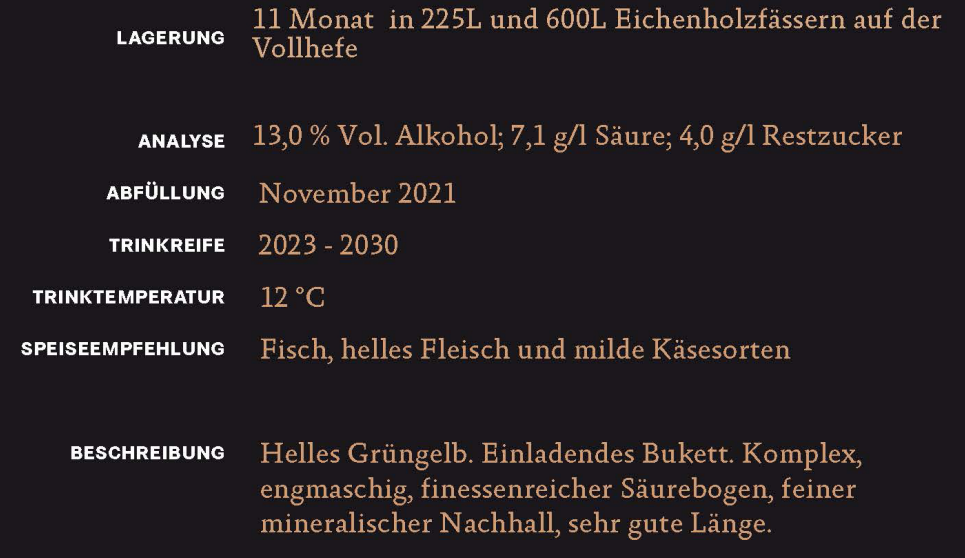 LAGERUNG 11 Monat in 225L und 600L Eichenholzfässern auf der
Vollhefe
ANALYSE 13,0 % Vol. Alkohol; 7,1 g/l Säure; 4,0 g/l Restzucker
ABFÜLLUNG November 2021
TRINKREIFE 2023 - 2030
TRINKTEMPERATUR 12 °C
SPEISEEMPFEHLUNG Fisch, helles Fleisch und milde Käsesorten
BESCHREIBUNG Helles Grüngelb. Einladendes Bukett. Komplex,
engmaschig, finessenreicher Säurebogen, feiner
mineralischer Nachhall, sehr gute Länge.